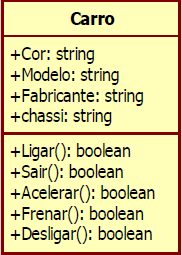 Carro
+Cor: string
+Modelo: string
+Fabricante: string
+chassi: string
+Ligar(): boolean
+Sair(): boolean
+Acelerar(): boolean
+Frenar(): boolean
+Desligar(): boolean